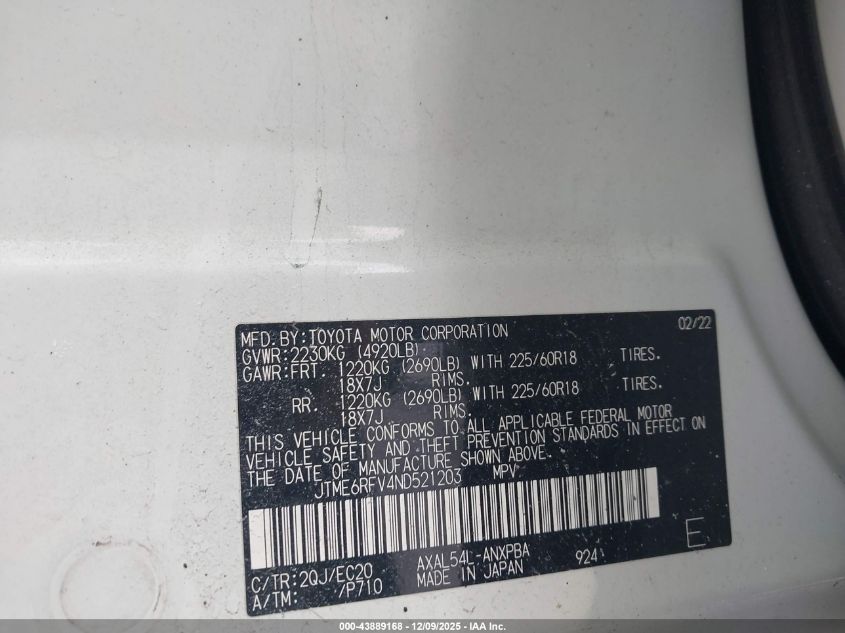 02/22
MFD. BY: TOYOTA MOTOR CORPORATION
GVWR: 2230KG (4920LB)
GAWR: FRT. 1220KG (2690LB) WITH 225/60R18 TIRES.
18X7J RIMS.
RR. 1220KG (2690LB) WITH 225/60R18 TIRES.
18X7J RIMS.
THIS VEHICLE CONFORMS TO ALL APPLICABLE FEDERAL MOTOR
VEHICLE SAFETY AND THEFT PREVENTION STANDARDS IN EFFECT ON
THE DATE OF MANUFACTURE SHOWN ABOVE.
JTME6RFV4ND521203 MPV
C/TR: 2QJ/EC20 AXAL54L-ANXPBA 924 E
A/TM: /P710 MADE IN JAPAN
000-43889168 - 12/09/2025 - IAA Inc.